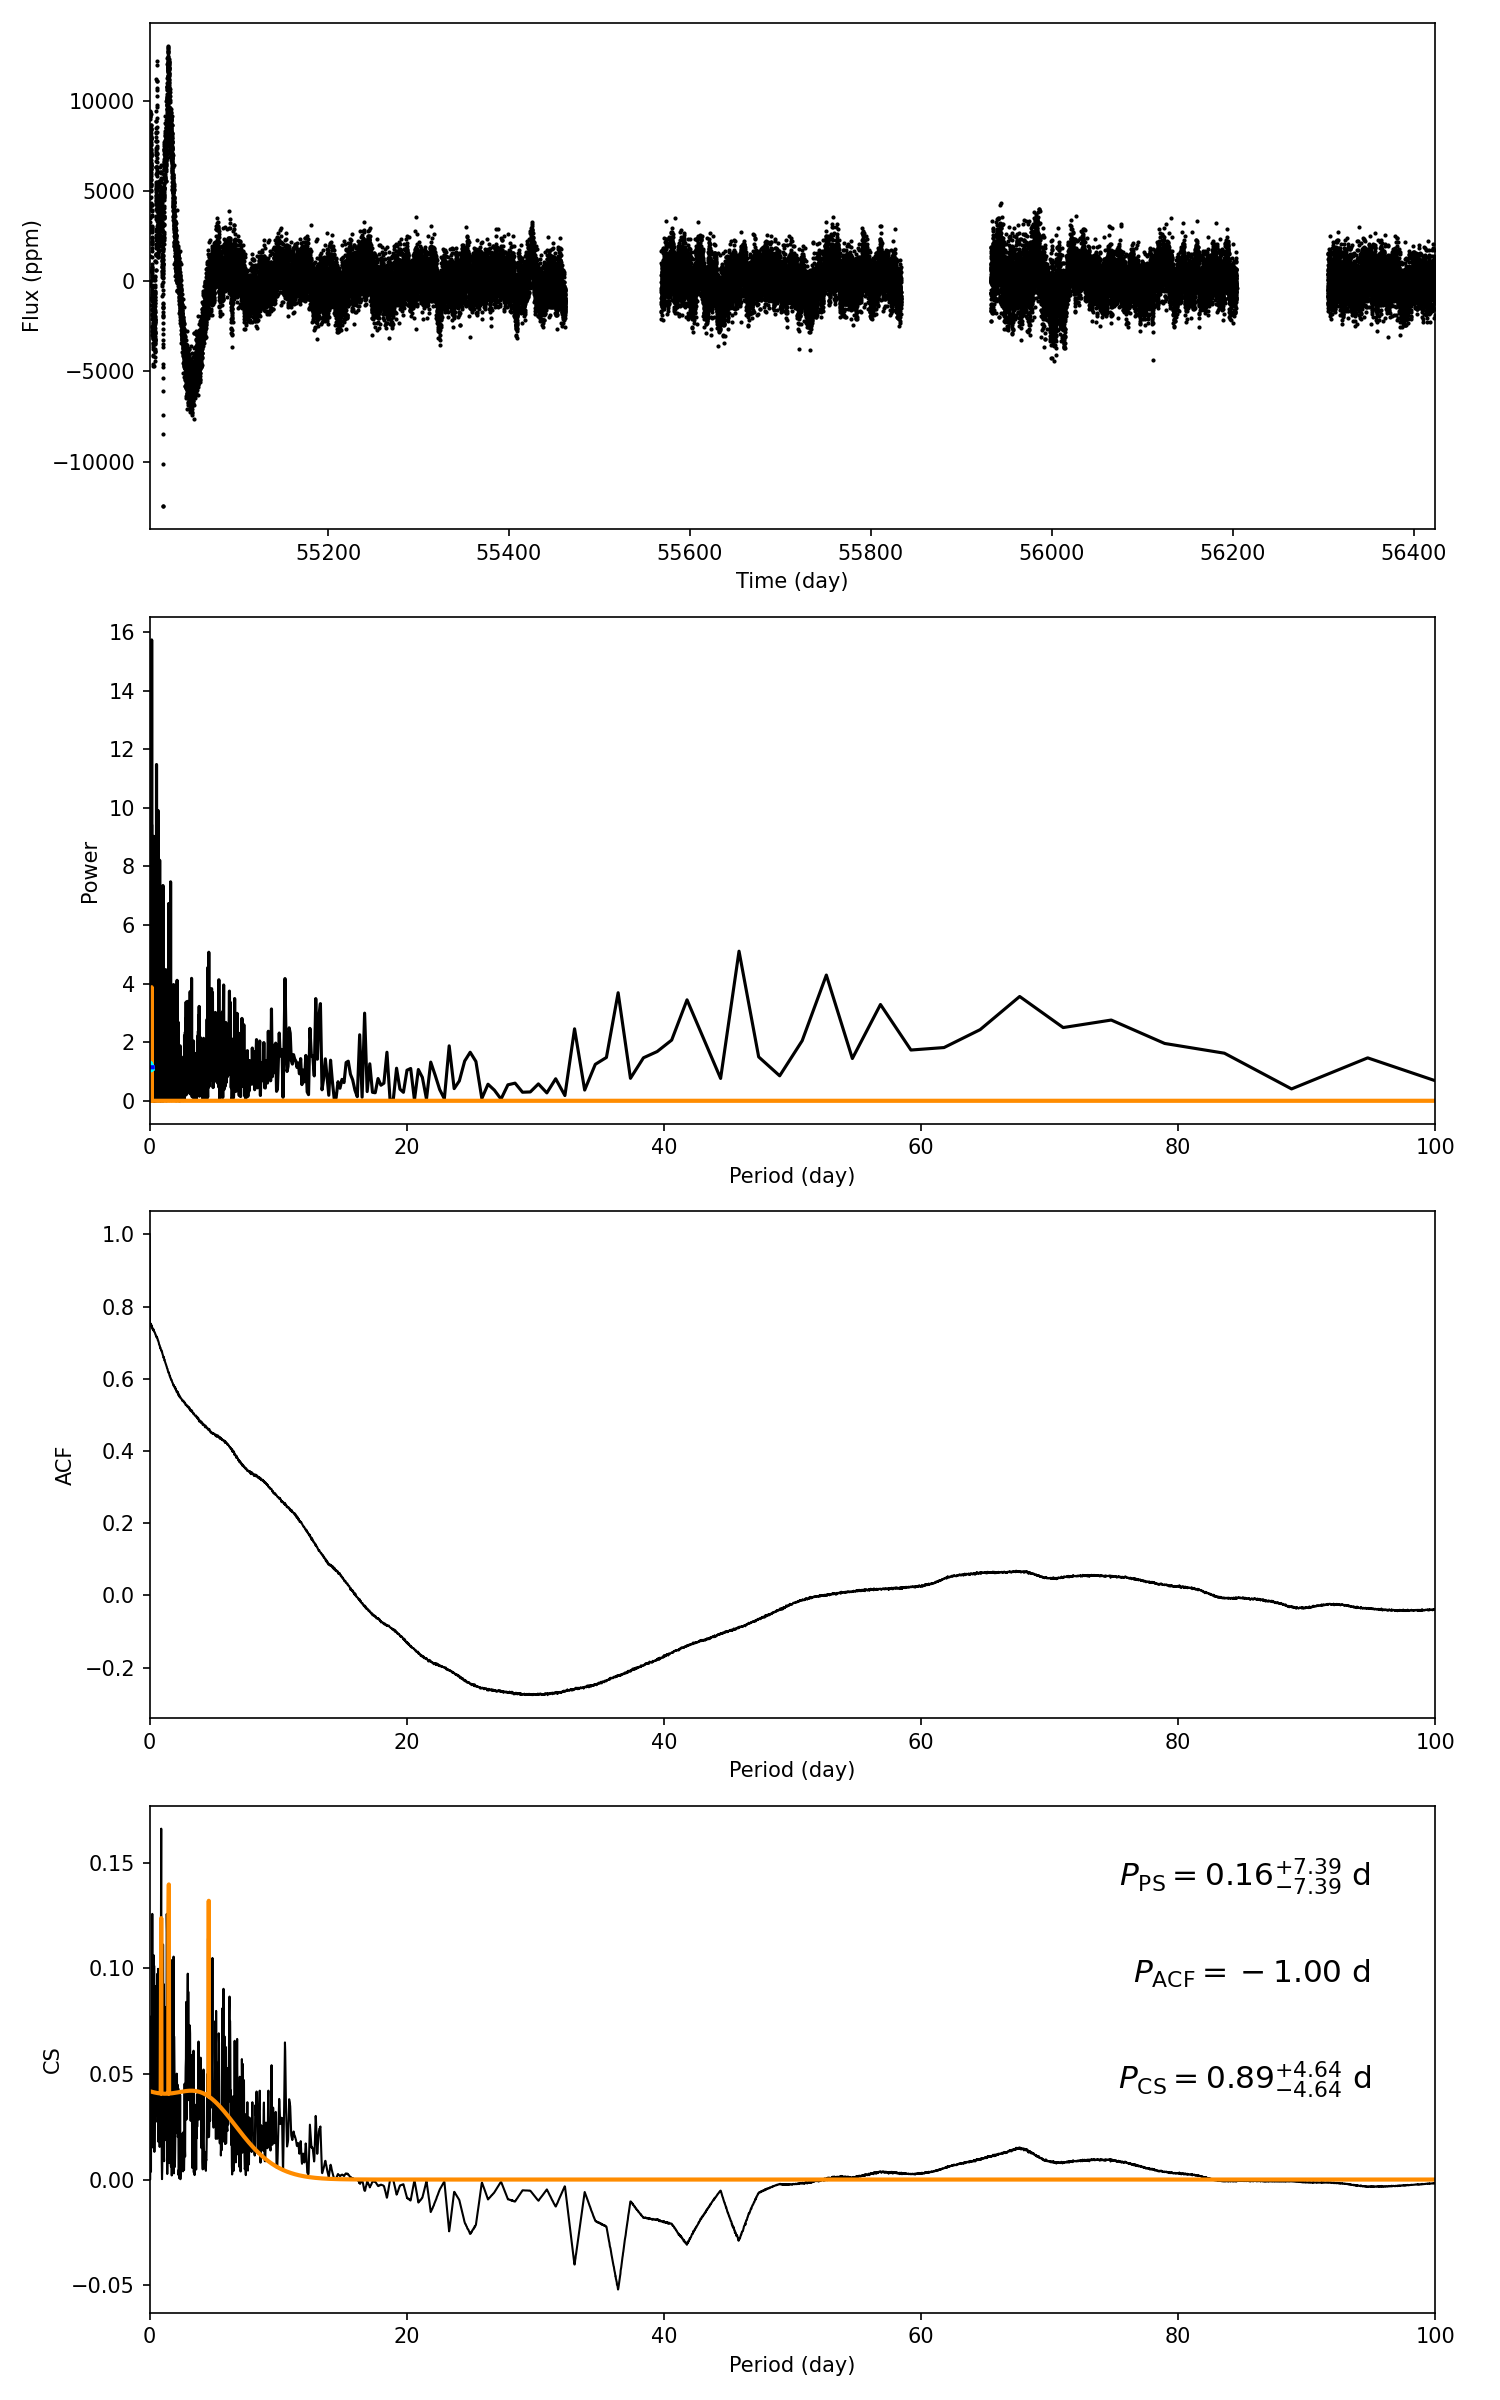 10000
5000
0
−5000
−10000
Flux (ppm)
55200 55400 55600 55800 56000 56200 56400
Time (day)
16
14
12
10
8
6
4
2
0
Power
0 20 40 60 80 100
Period (day)
1.0
0.8
0.6
0.4
0.2
0.0
−0.2
ACF
0 20 40 60 80 100
Period (day)
0.15
0.10
0.05
0.00
−0.05
CS
P_PS = 0.16 +7.39 −7.39 d
P_ACF = −1.00 d
P_CS = 0.89 +4.64 −4.64 d
0 20 40 60 80 100
Period (day)